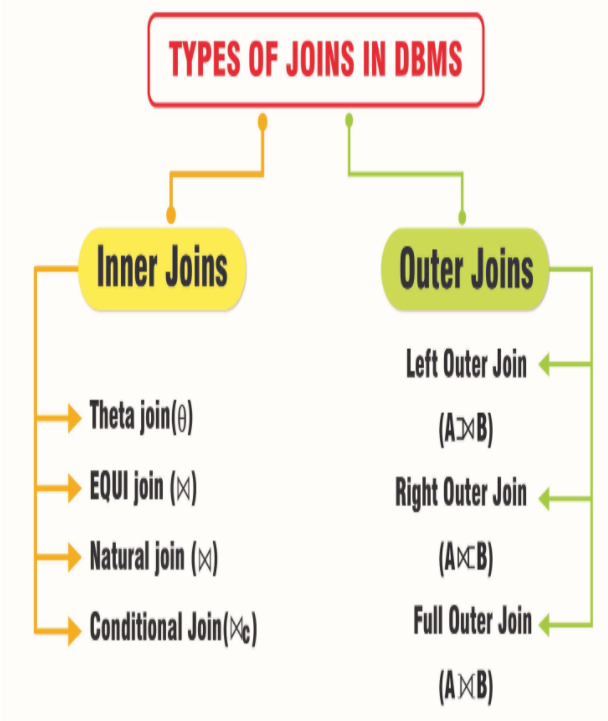 TYPES OF JOINS IN DBMS
Inner Joins
Theta join(θ)
EQUI join (⋈)
Natural join (⋈)
Conditional Join(⋈c)
Outer Joins
Left Outer Join
(A⟕B)
Right Outer Join
(A⟖B)
Full Outer Join
(A⟗B)